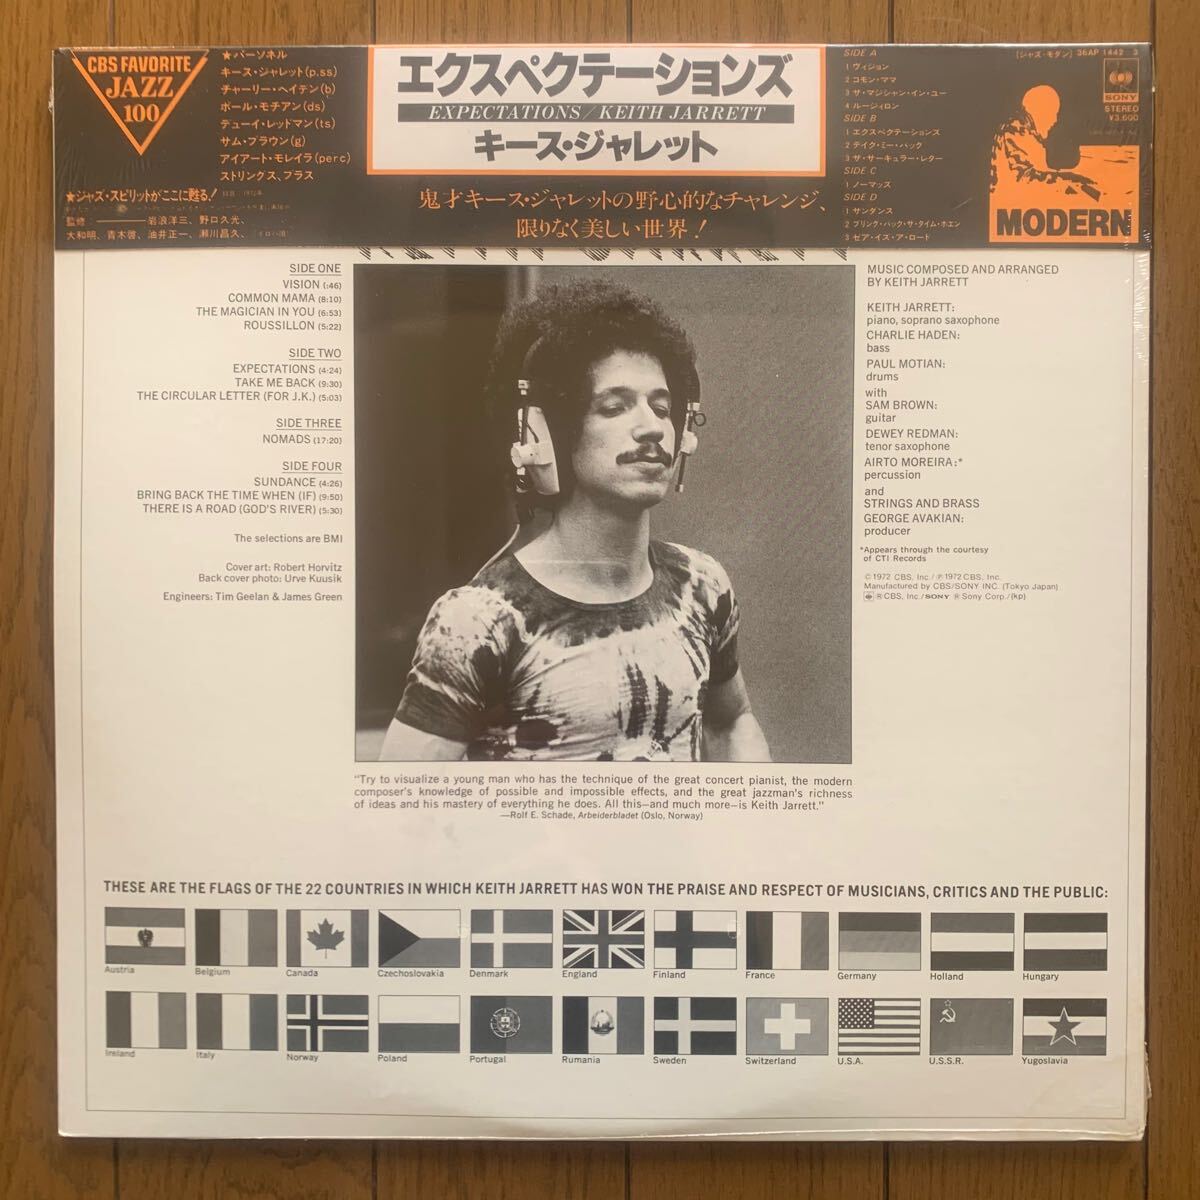 CBS FAVORITE
JAZZ
100
★パーソネル
キース・ジャレット(p.ss)
チャーリー・ヘイデン(b)
ポール・モチアン(ds)
デューイ・レッドマン(ts)
サム・ブラウン(g)
アイアート・モレイラ(perc)
ストリングス、ブラス
★ジャズ・スピリットがここに甦る!
監修 岩浪洋三、野口久光、
大和明、青木啓、油井正一、瀬川昌久、
エクスペクテーションズ
EXPECTATIONS/KEITH JARRETT
キース・ジャレット
鬼才キース・ジャレットの野心的なチャレンジ、
限りなく美しい世界!
SIDE A
1 ヴィジョン
2 コモン・ママ
3 ザ・マジシャン・イン・ユー
4 ルージィロン
SIDE B
1 エクスペクテーションズ
2 テイク・ミー・バック
3 ザ・サーキュラー・レター
SIDE C
1 ノーマッズ
SIDE D
1 サンダンス
2 ブリング・バック・ザ・タイム・ホエン
3 ゼア・イズ・ア・ロード
[ジャズ・モダン] 36AP 1442 3
SONY
STEREO
¥3,600
MODERN
SIDE ONE
VISION (:46)
COMMON MAMA (8:10)
THE MAGICIAN IN YOU (6:53)
ROUSSILLON (5:22)
SIDE TWO
EXPECTATIONS (4:24)
TAKE ME BACK (9:30)
THE CIRCULAR LETTER (FOR J.K.) (5:03)
SIDE THREE
NOMADS (17:20)
SIDE FOUR
SUNDANCE (4:26)
BRING BACK THE TIME WHEN (IF) (9:50)
THERE IS A ROAD (GOD'S RIVER) (5:30)
The selections are BMI
Cover art: Robert Horvitz
Back cover photo: Urve Kuusik
Engineers: Tim Geelan & James Green
MUSIC COMPOSED AND ARRANGED
BY KEITH JARRETT
KEITH JARRETT:
piano, soprano saxophone
CHARLIE HADEN:
bass
PAUL MOTIAN:
drums
with
SAM BROWN:
guitar
DEWEY REDMAN:
tenor saxophone
AIRTO MOREIRA:*
percussion
and
STRINGS AND BRASS
GEORGE AVAKIAN:
producer
*Appears through the courtesy
of CTI Records
© 1972 CBS, Inc./℗ 1972 CBS, Inc.
Manufactured by CBS/SONY INC. (Tokyo Japan)
® CBS, Inc./SONY ® Sony Corp./(kp)
"Try to visualize a young man who has the technique of the great concert pianist, the modern
composer's knowledge of possible and impossible effects, and the great jazzman's richness
of ideas and his mastery of everything he does. All this—and much more—is Keith Jarrett."
—Rolf E. Schade, Arbeiderbladet (Oslo, Norway)
THESE ARE THE FLAGS OF THE 22 COUNTRIES IN WHICH KEITH JARRETT HAS WON THE PRAISE AND RESPECT OF MUSICIANS, CRITICS AND THE PUBLIC:
Austria Belgium Canada Czechoslovakia Denmark England Finland France Germany Holland Hungary
Ireland Italy Norway Poland Portugal Rumania Sweden Switzerland U.S.A. U.S.S.R. Yugoslavia